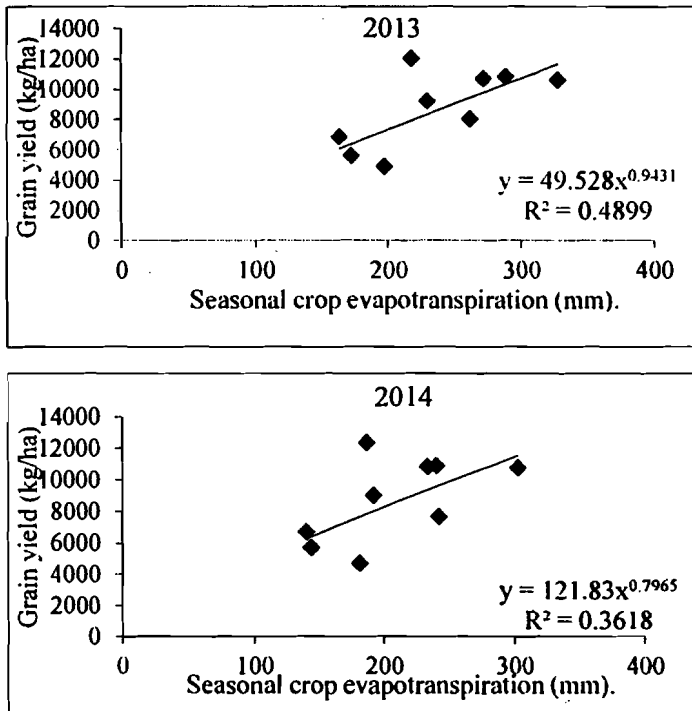 2013
14000
12000
10000
8000
6000
4000
2000
0
Grain yield (kg/ha)
y = 49.528x^0.9431
R² = 0.4899
0 100 200 300 400
Seasonal crop evapotranspiration (mm).
2014
14000
12000
10000
8000
6000
4000
2000
0
Grain yield (kg/ha)
y = 121.83x^0.7965
R² = 0.3618
0 100 200 300 400
Seasonal crop evapotranspiration (mm).